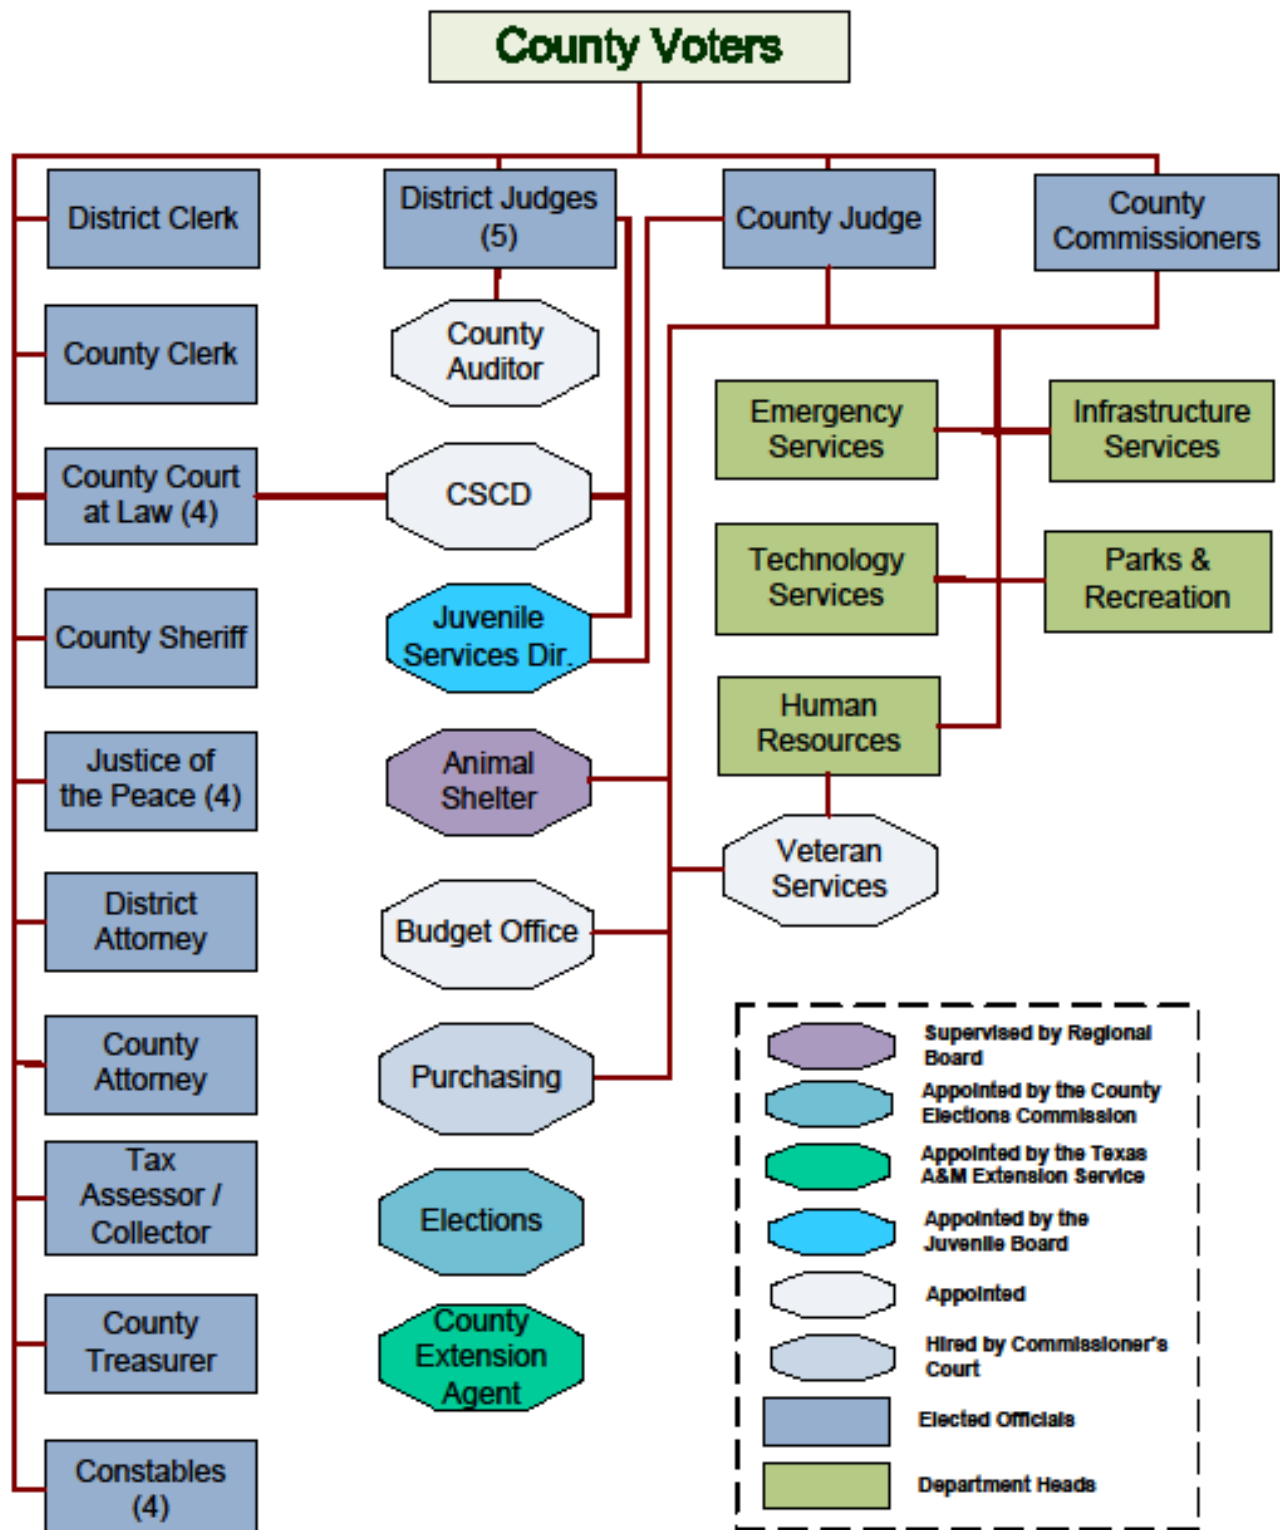 County Voters
District Clerk
District Judges
(5)
County Judge
County
Commissioners
County Clerk
County
Auditor
Emergency
Services
Infrastructure
Services
County Court
at Law (4)
CSCD
Technology
Services
Parks &
Recreation
County Sheriff
Juvenile
Services Dir.
Human
Resources
Justice of
the Peace (4)
Animal
Shelter
Veteran
Services
District
Attorney
Budget Office
County
Attorney
Purchasing
Tax
Assessor /
Collector
Elections
County
Treasurer
County
Extension
Agent
Constables
(4)
Supervised by Regional
Board
Appointed by the County
Elections Commission
Appointed by the Texas
A&M Extension Service
Appointed by the
Juvenile Board
Appointed
Hired by Commissioner's
Court
Elected Officials
Department Heads